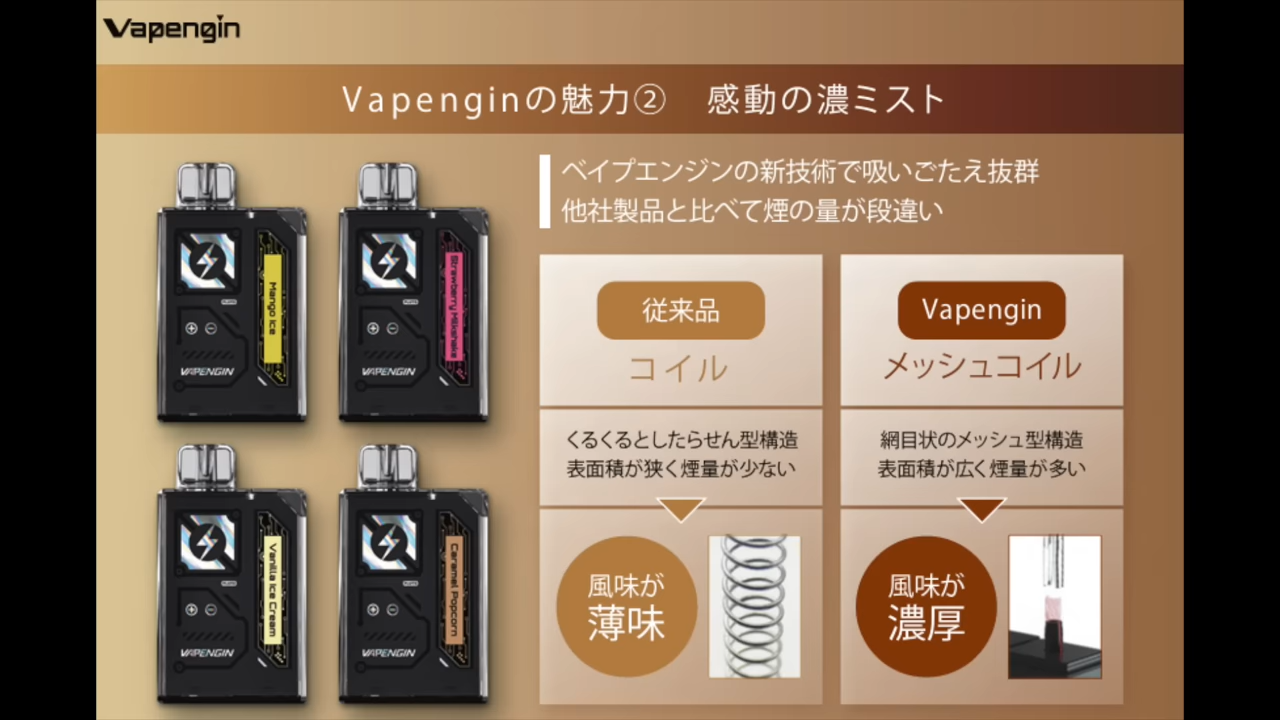 Vapengin
Vapenginの魅力② 感動の濃ミスト
ベイプエンジンの新技術で吸いごたえ抜群
他社製品と比べて煙の量が段違い
Mango Ice
VAPENGIN
Strawberry Milkshake
VAPENGIN
Vanilla Ice Cream
VAPENGIN
Caramel Popcorn
VAPENGIN
従来品
コイル
くるくるとしたらせん型構造
表面積が狭く煙量が少ない
風味が
薄味
Vapengin
メッシュコイル
網目状のメッシュ型構造
表面積が広く煙量が多い
風味が
濃厚